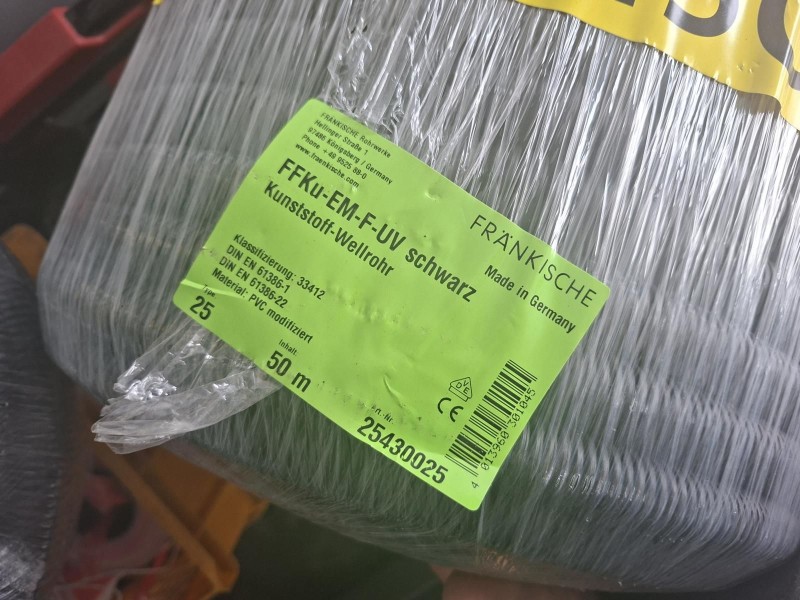 FRÄNKISCHE Rohrwerke
Hellinger Straße 1
97486 Königsberg / Germany
Phone +49 9525 88-0
www.fraenkische.com
FRÄNKISCHE
Made in Germany
FFKu-EM-F-UV schwarz
Kunststoff-Wellrohr
Klassifizierung: 33412
DIN EN 61386-1
DIN EN 61386-22
Material: PVC modifiziert
Type
25
Inhalt
50 m
25430025
DVE
CE
4 013960 301045